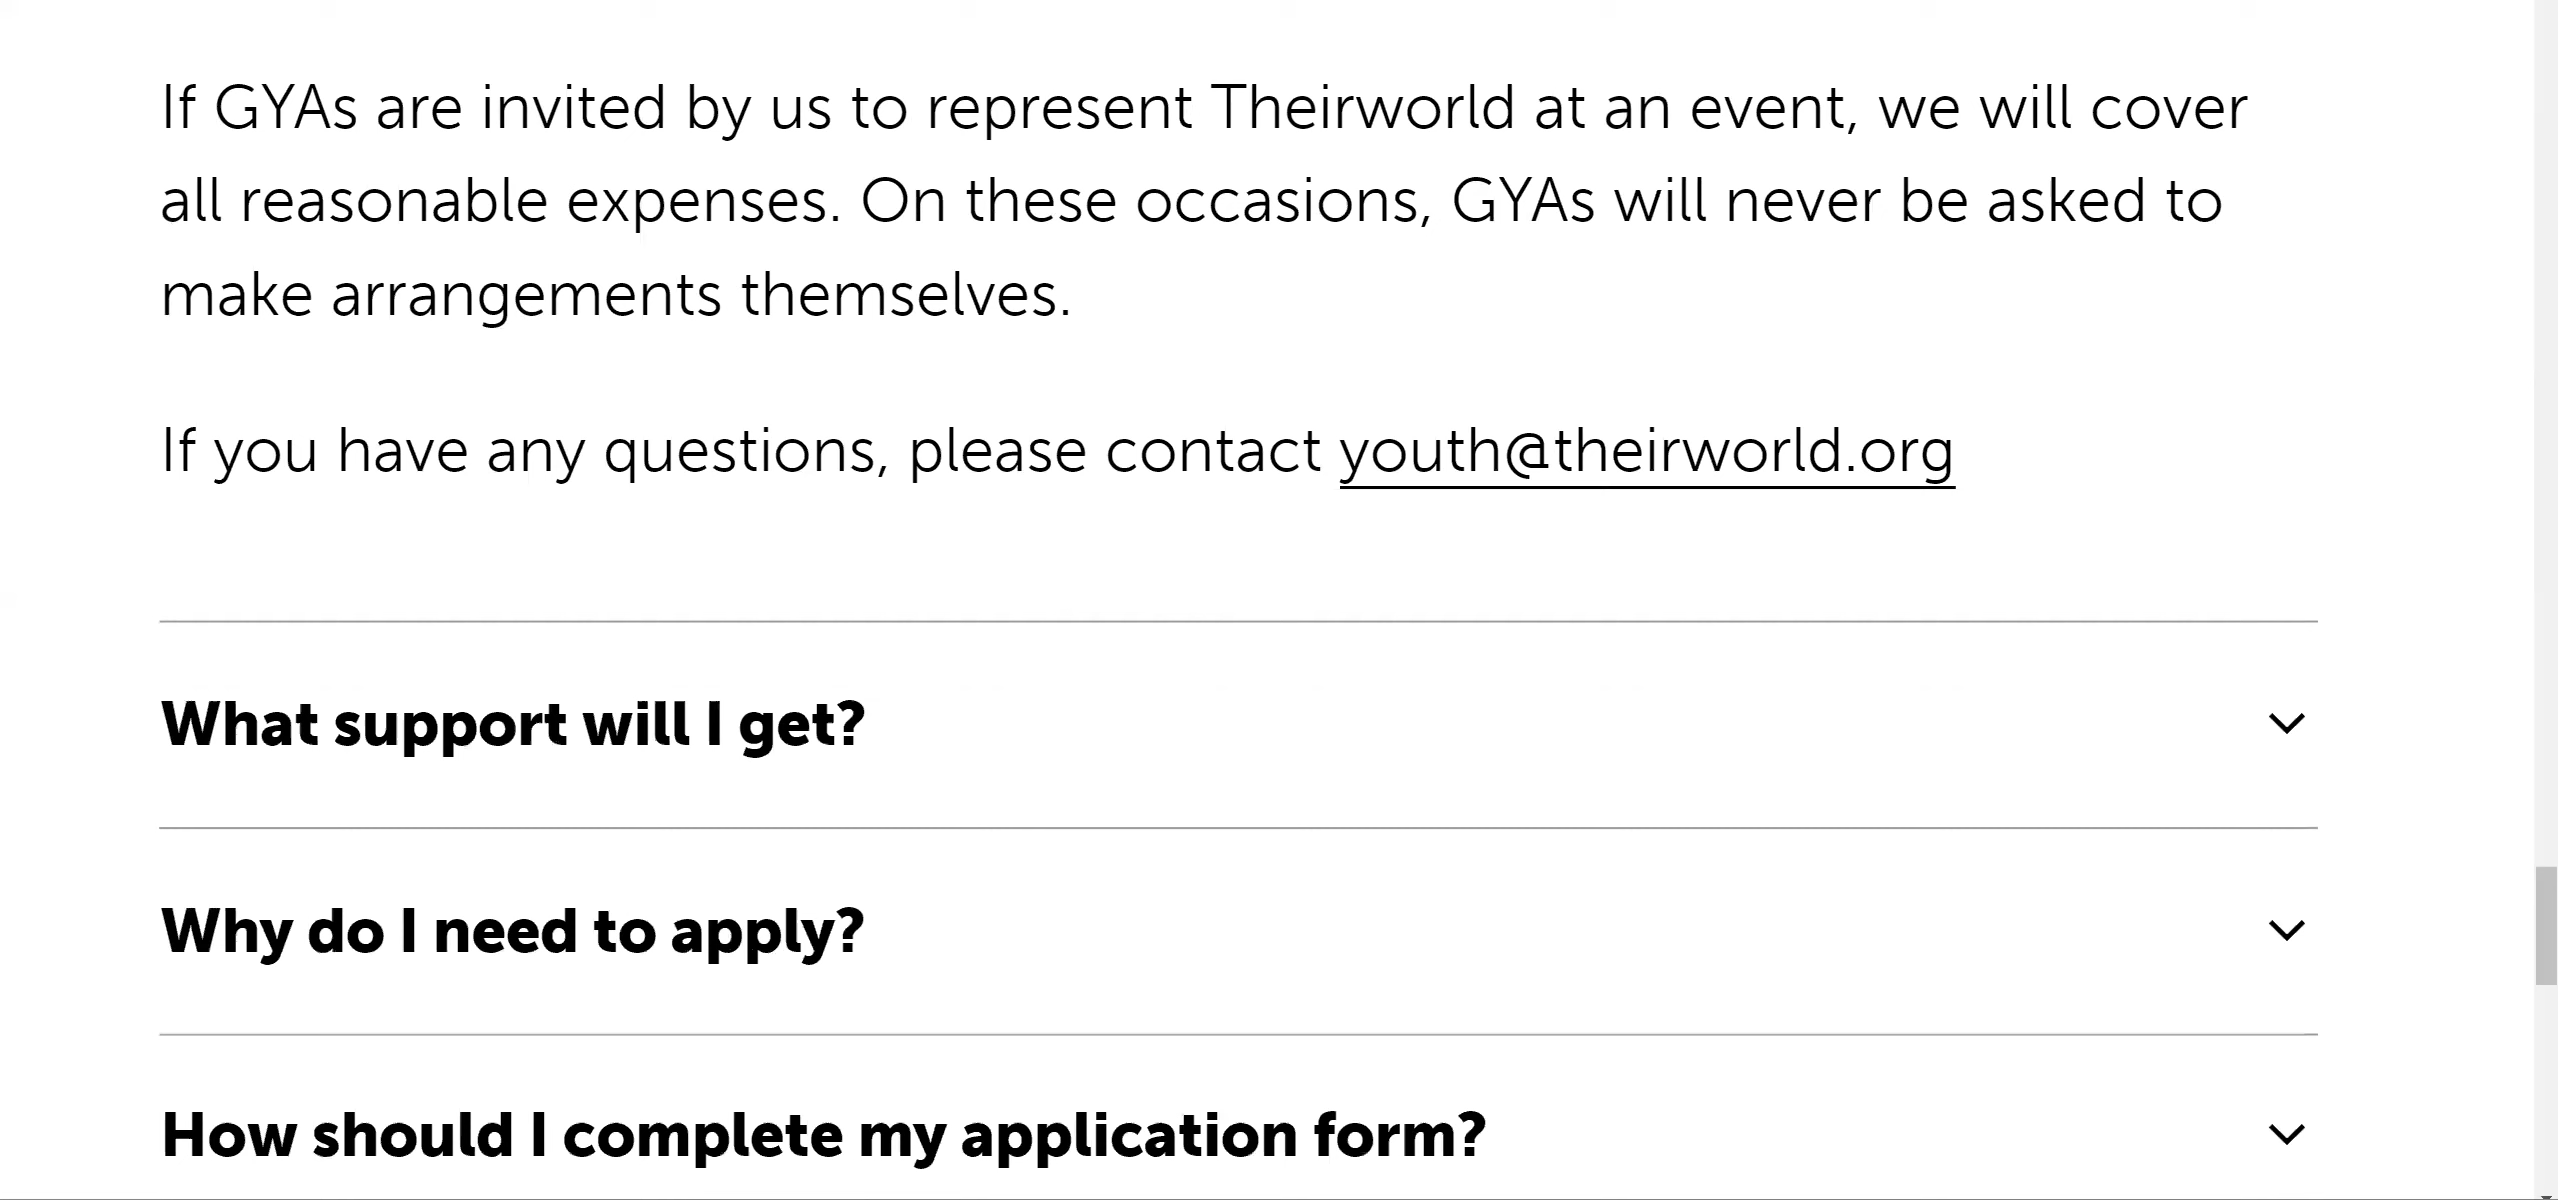 If GYAs are invited by us to represent Theirworld at an event, we will cover
all reasonable expenses. On these occasions, GYAs will never be asked to
make arrangements themselves.
If you have any questions, please contact youth@theirworld.org
What support will I get?
Why do I need to apply?
How should I complete my application form?